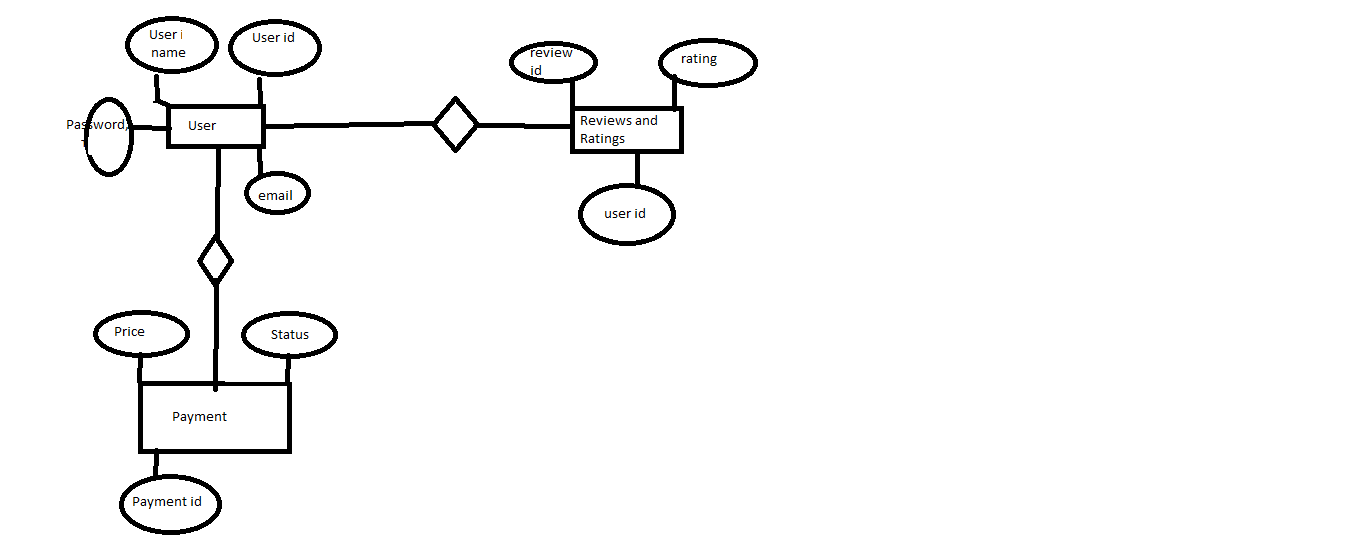 User i
name
User id
review
id
rating
Password,
User
Reviews and
Ratings
email
user id
Price
Status
Payment
Payment id